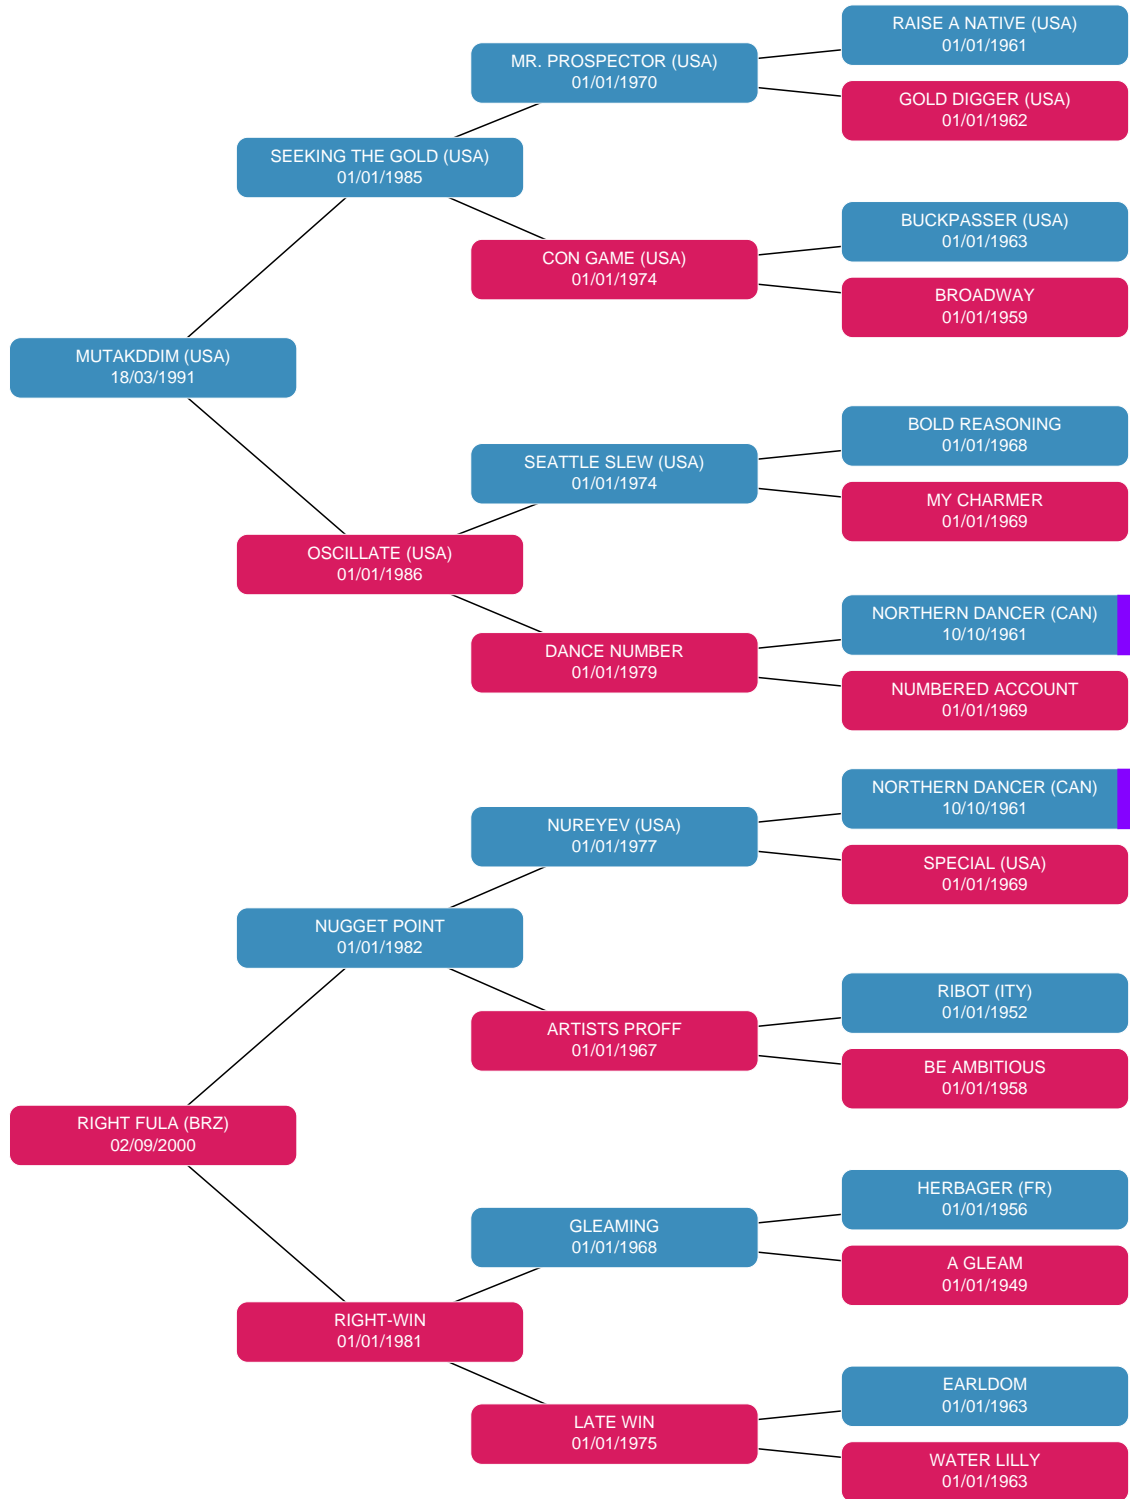 RAISE A NATIVE (USA)
01/01/1961
MR. PROSPECTOR (USA)
01/01/1970
GOLD DIGGER (USA)
01/01/1962
SEEKING THE GOLD (USA)
01/01/1985
BUCKPASSER (USA)
01/01/1963
CON GAME (USA)
01/01/1974
BROADWAY
01/01/1959
MUTAKDDIM (USA)
18/03/1991
BOLD REASONING
01/01/1968
SEATTLE SLEW (USA)
01/01/1974
MY CHARMER
01/01/1969
OSCILLATE (USA)
01/01/1986
NORTHERN DANCER (CAN)
10/10/1961
DANCE NUMBER
01/01/1979
NUMBERED ACCOUNT
01/01/1969
NORTHERN DANCER (CAN)
10/10/1961
NUREYEV (USA)
01/01/1977
SPECIAL (USA)
01/01/1969
NUGGET POINT
01/01/1982
RIBOT (ITY)
01/01/1952
ARTISTS PROFF
01/01/1967
BE AMBITIOUS
01/01/1958
RIGHT FULA (BRZ)
02/09/2000
HERBAGER (FR)
01/01/1956
GLEAMING
01/01/1968
A GLEAM
01/01/1949
RIGHT-WIN
01/01/1981
EARLDOM
01/01/1963
LATE WIN
01/01/1975
WATER LILLY
01/01/1963